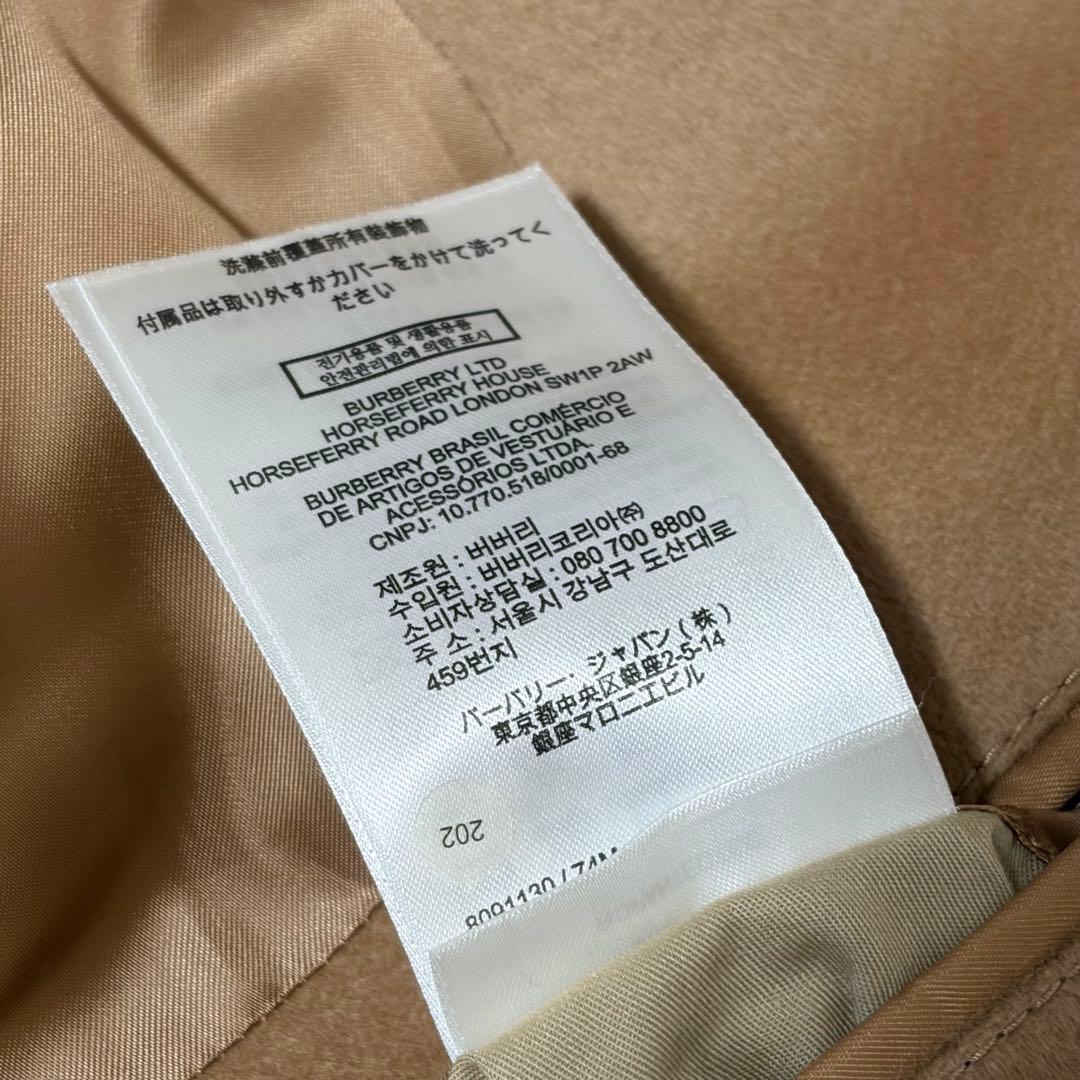 洗滌前覆蓋所有裝飾物
付属品は取り外すかカバーをかけて洗ってく
ださい
전기용품 및 생활용품
안전관리법에 의한 표시
BURBERRY LTD
HORSEFERRY HOUSE
HORSEFERRY ROAD LONDON SW1P 2AW
BURBERRY BRASIL COMÉRCIO
DE ARTIGOS DE VESTUÁRIO E
ACESSÓRIOS LTDA.
CNPJ: 10.770.518/0001-68
제조원 : 버버리
수입원 : 버버리코리아㈜
소비자상담실 : 080 700 8800
주 소 : 서울시 강남구 도산대로
459번지
バーバリー・ジャパン(株)
東京都中央区銀座2-5-14
銀座マロニエビル
202
8091130 / 74M